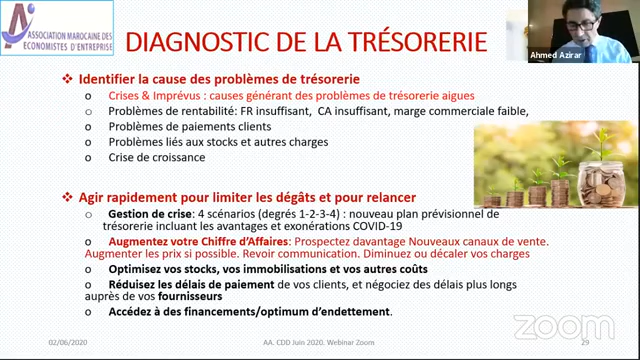 ASSOCIATION MAROCAINE DES
ECONOMISTES D'ENTREPRISE
DIAGNOSTIC DE LA TRÉSORERIE
Ahmed Azirar
❖ Identifier la cause des problèmes de trésorerie
o Crises & Imprévus : causes générant des problèmes de trésorerie aigues
o Problèmes de rentabilité: FR insuffisant, CA insuffisant, marge commerciale faible,
o Problèmes de paiements clients
o Problèmes liés aux stocks et autres charges
o Crise de croissance
❖ Agir rapidement pour limiter les dégâts et pour relancer
o Gestion de crise: 4 scénarios (degrés 1-2-3-4) : nouveau plan prévisionnel de
trésorerie incluant les avantages et exonérations COVID-19
o Augmentez votre Chiffre d'Affaires: Prospectez davantage Nouveaux canaux de vente.
Augmenter les prix si possible. Revoir communication. Diminuez ou décaler vos charges
o Optimisez vos stocks, vos immobilisations et vos autres coûts
o Réduisez les délais de paiement de vos clients, et négociez des délais plus longs
auprès de vos fournisseurs
o Accédez à des financements/optimum d'endettement.
02/06/2020
AA. CDD Juin 2020. Webinar Zoom
29
zoom